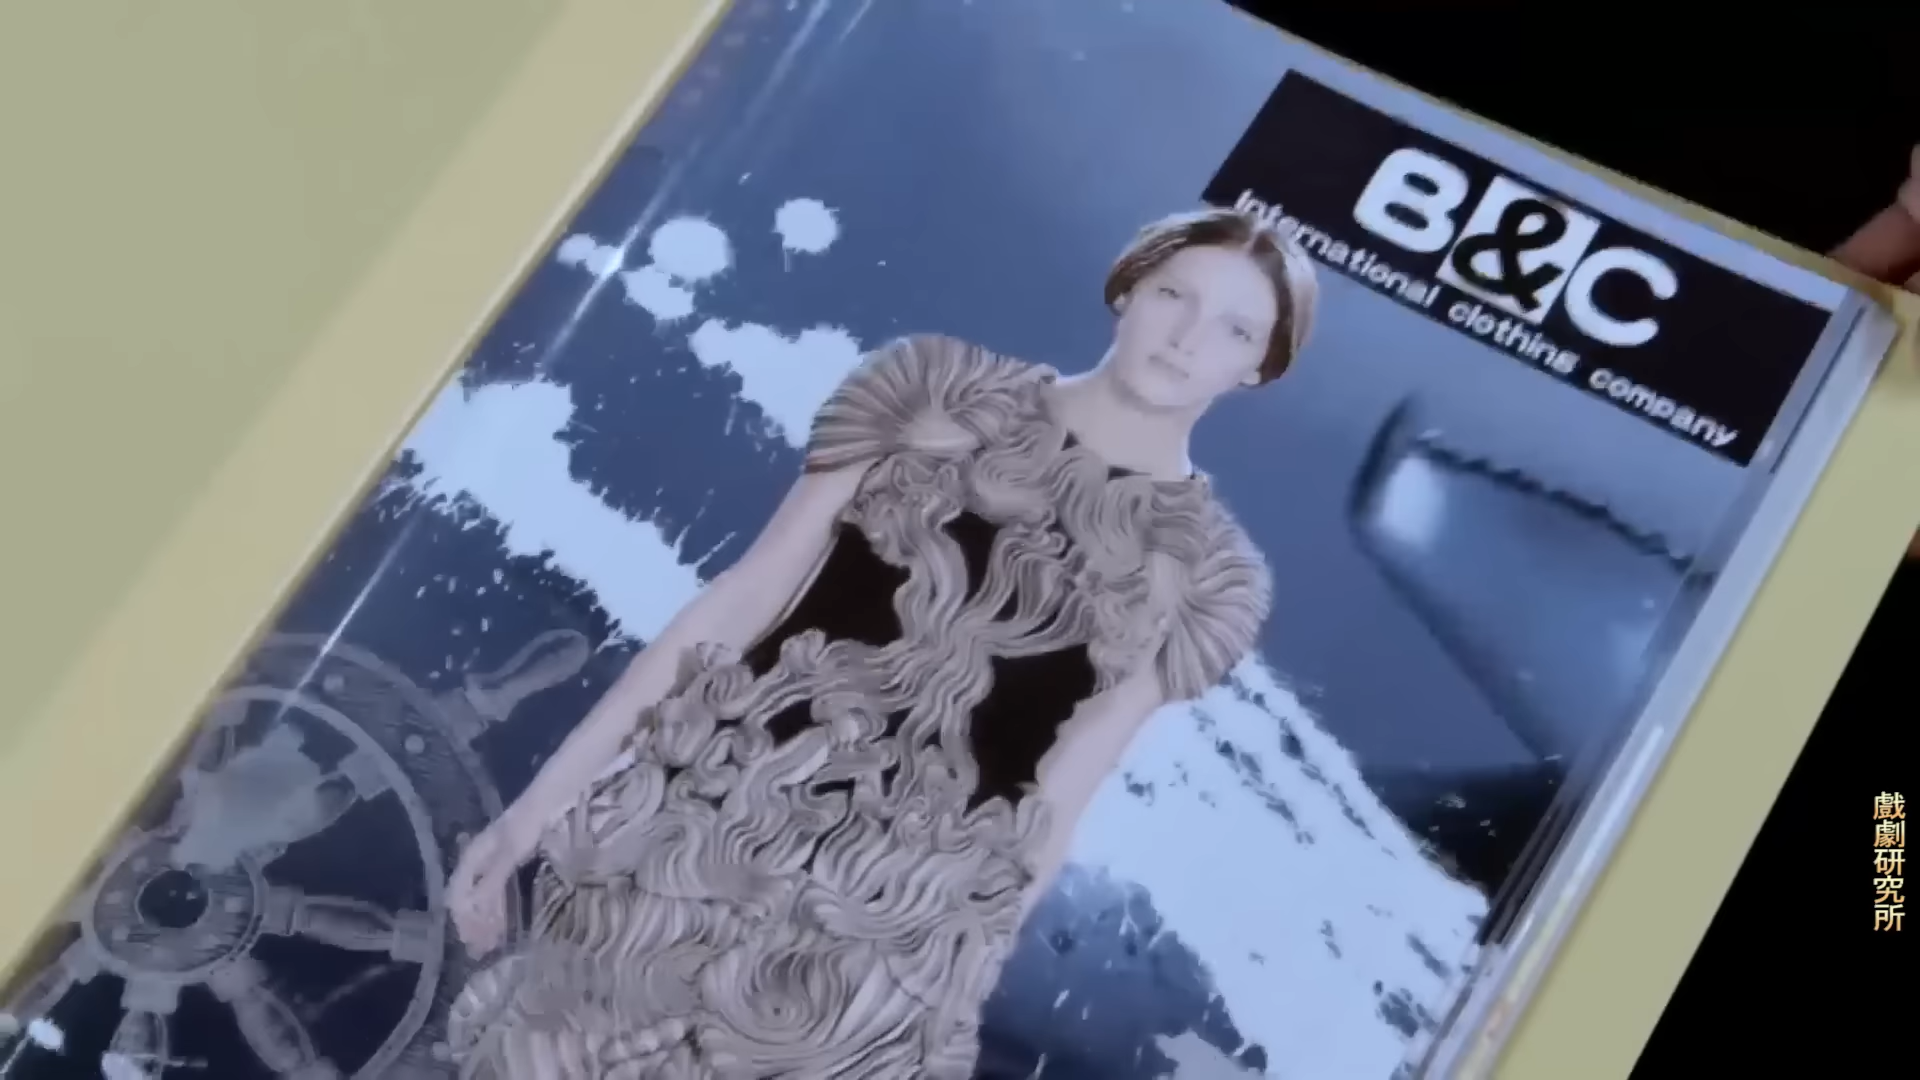 B&C
International clothing company
戲劇研究所